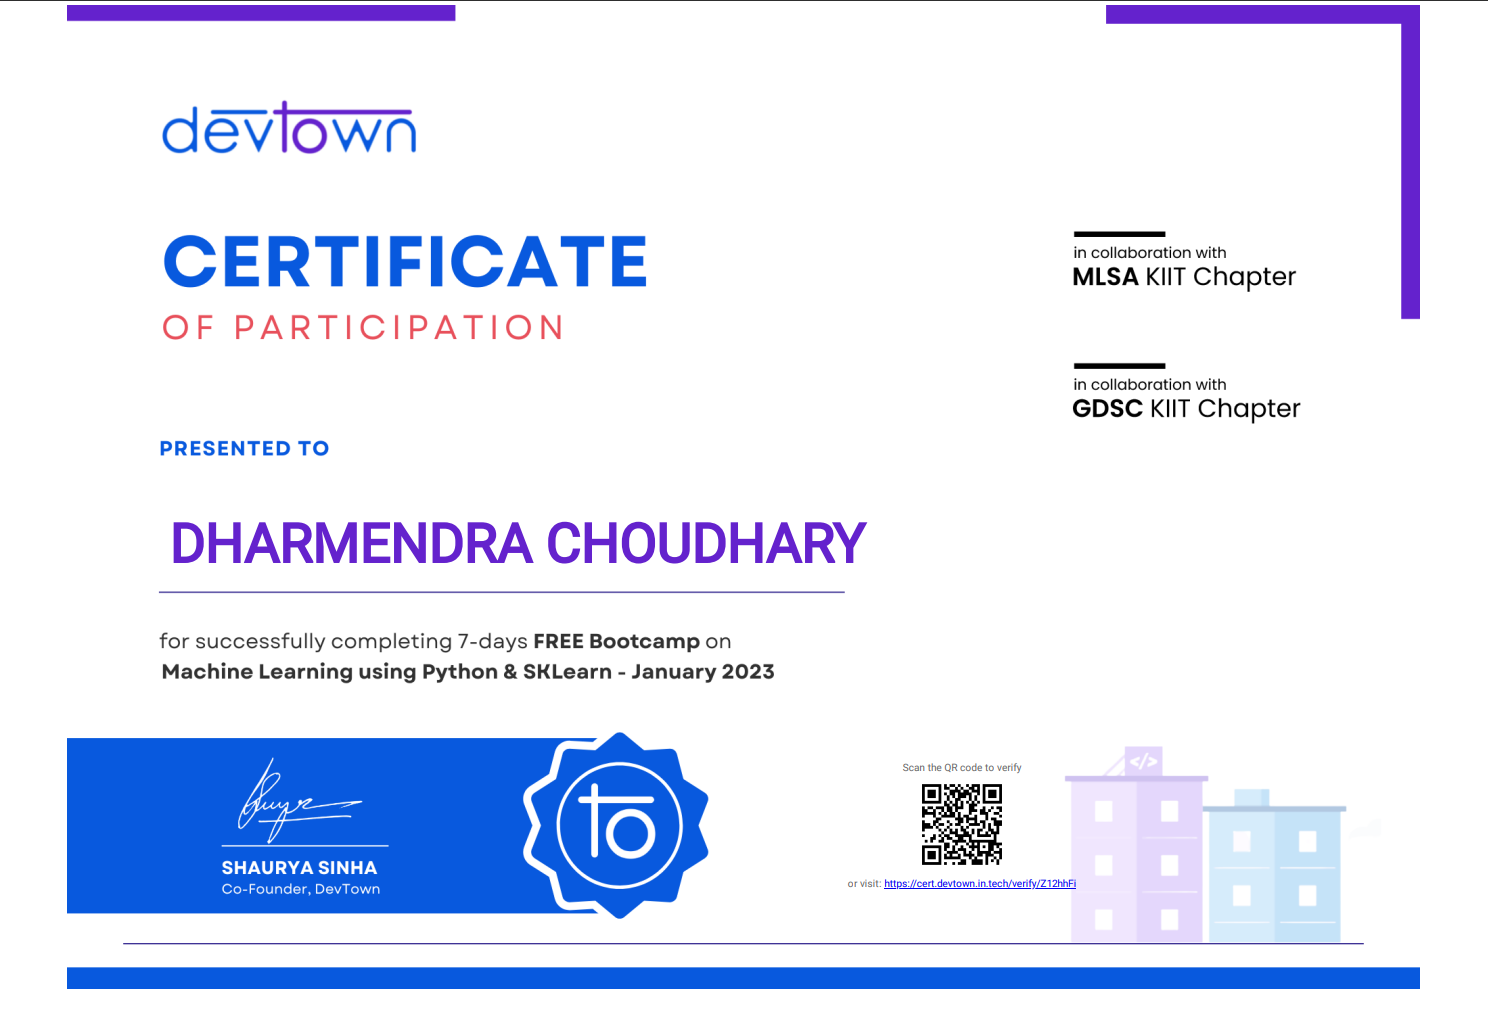 devtown
CERTIFICATE
OF PARTICIPATION
in collaboration with
MLSA KIIT Chapter
in collaboration with
GDSC KIIT Chapter
PRESENTED TO
DHARMENDRA CHOUDHARY
for successfully completing 7-days FREE Bootcamp on
Machine Learning using Python & SKLearn - January 2023
SHAURYA SINHA
Co-Founder, DevTown
to
Scan the QR code to verify
or visit: https://cert.devtown.in.tech/verify/Z12hhFi
</>